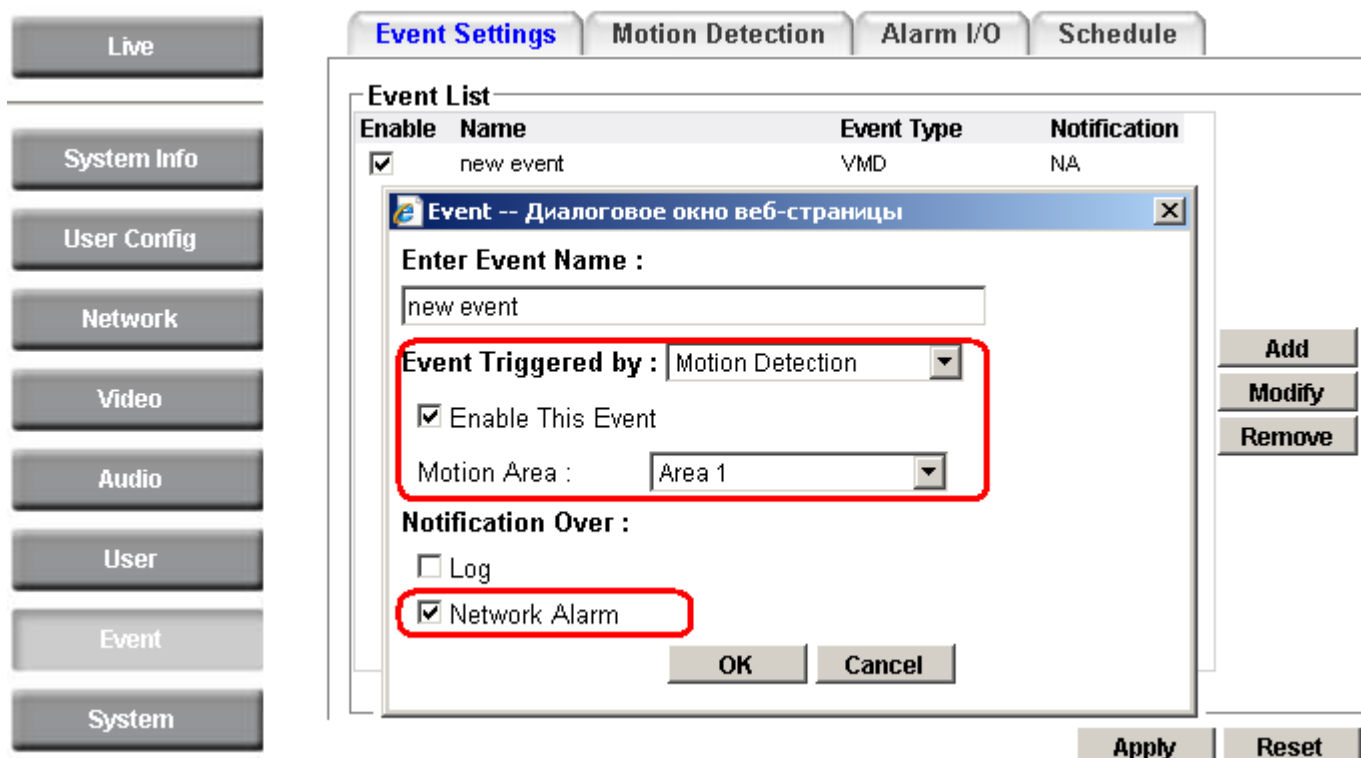 Live
System Info
User Config
Network
Video
Audio
User
Event
System
Event Settings Motion Detection Alarm I/O Schedule
Event List
Enable Name Event Type Notification
new event VMD NA
Event -- Диалоговое окно веб-страницы
Enter Event Name :
new event
Event Triggered by : Motion Detection
Enable This Event
Motion Area : Area 1
Notification Over :
Log
Network Alarm
OK Cancel
Add
Modify
Remove
Apply Reset